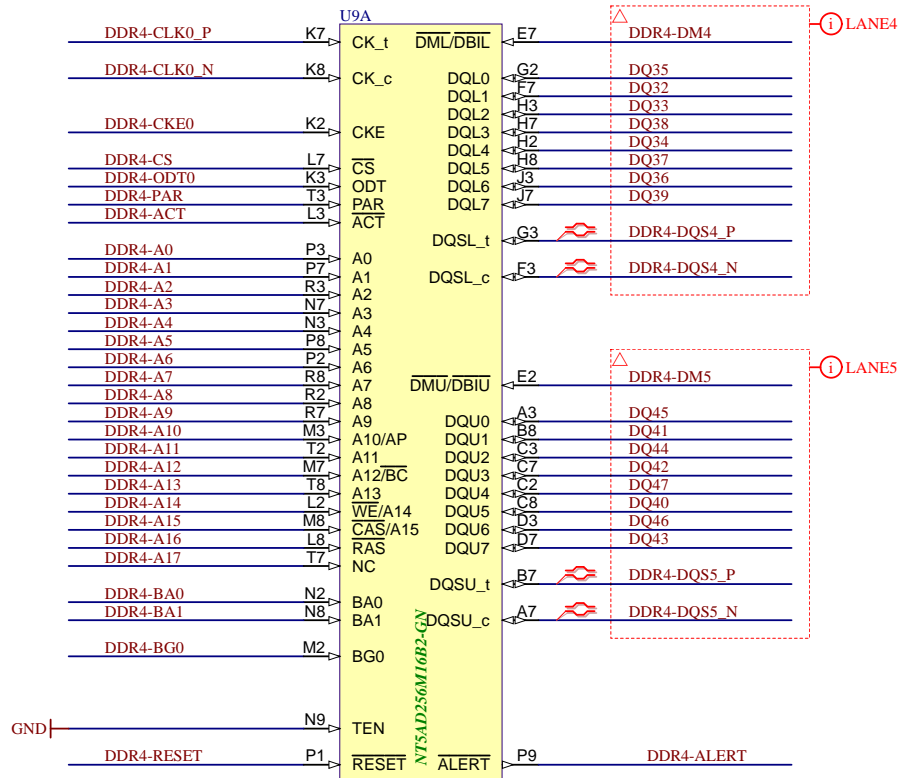 U9A
DDR4-CLK0_P K7 CK_t DML/DBIL E7 DDR4-DM4 LANE4
DDR4-CLK0_N K8 CK_c DQL0 G2 DQ35
DQL1 F7 DQ32
DQL2 H3 DQ33
DDR4-CKE0 K2 CKE DQL3 H7 DQ38
DQL4 H2 DQ34
DDR4-CS L7 CS DQL5 H8 DQ37
DDR4-ODT0 K3 ODT DQL6 J3 DQ36
DDR4-PAR T3 PAR DQL7 J7 DQ39
DDR4-ACT L3 ACT
DQSL_t G3 DDR4-DQS4_P
DDR4-A0 P3 A0
DDR4-A1 P7 A1 DQSL_c F3 DDR4-DQS4_N
DDR4-A2 R3 A2
DDR4-A3 N7 A3
DDR4-A4 N3 A4
DDR4-A5 P8 A5
DDR4-A6 P2 A6 LANE5
DDR4-A7 R8 A7 DMU/DBIU E2 DDR4-DM5
DDR4-A8 R2 A8
DDR4-A9 R7 A9 DQU0 A3 DQ45
DDR4-A10 M3 A10/AP DQU1 B8 DQ41
DDR4-A11 T2 A11 DQU2 C3 DQ44
DDR4-A12 M7 A12/BC DQU3 C7 DQ42
DDR4-A13 T8 A13 DQU4 C2 DQ47
DDR4-A14 L2 WE/A14 DQU5 C8 DQ40
DDR4-A15 M8 CAS/A15 DQU6 D3 DQ46
DDR4-A16 L8 RAS DQU7 D7 DQ43
DDR4-A17 T7 NC
DQSU_t B7 DDR4-DQS5_P
DDR4-BA0 N2 BA0
DDR4-BA1 N8 BA1 DQSU_c A7 DDR4-DQS5_N
DDR4-BG0 M2 BG0
NT5AD256M16B2-GN
GND N9 TEN
DDR4-RESET P1 RESET ALERT P9 DDR4-ALERT